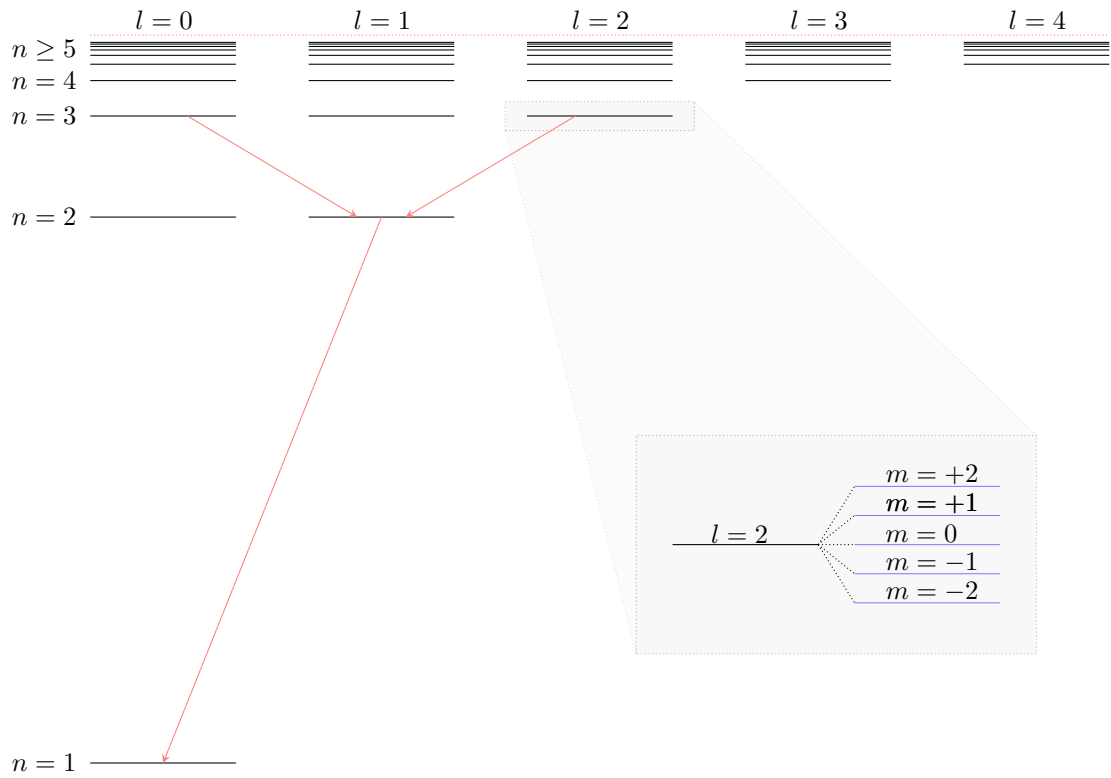 l = 0 l = 1 l = 2 l = 3 l = 4
n ≥ 5
n = 4
n = 3
n = 2
m = +2
m = +1
l = 2 m = 0
m = −1
m = −2
n = 1